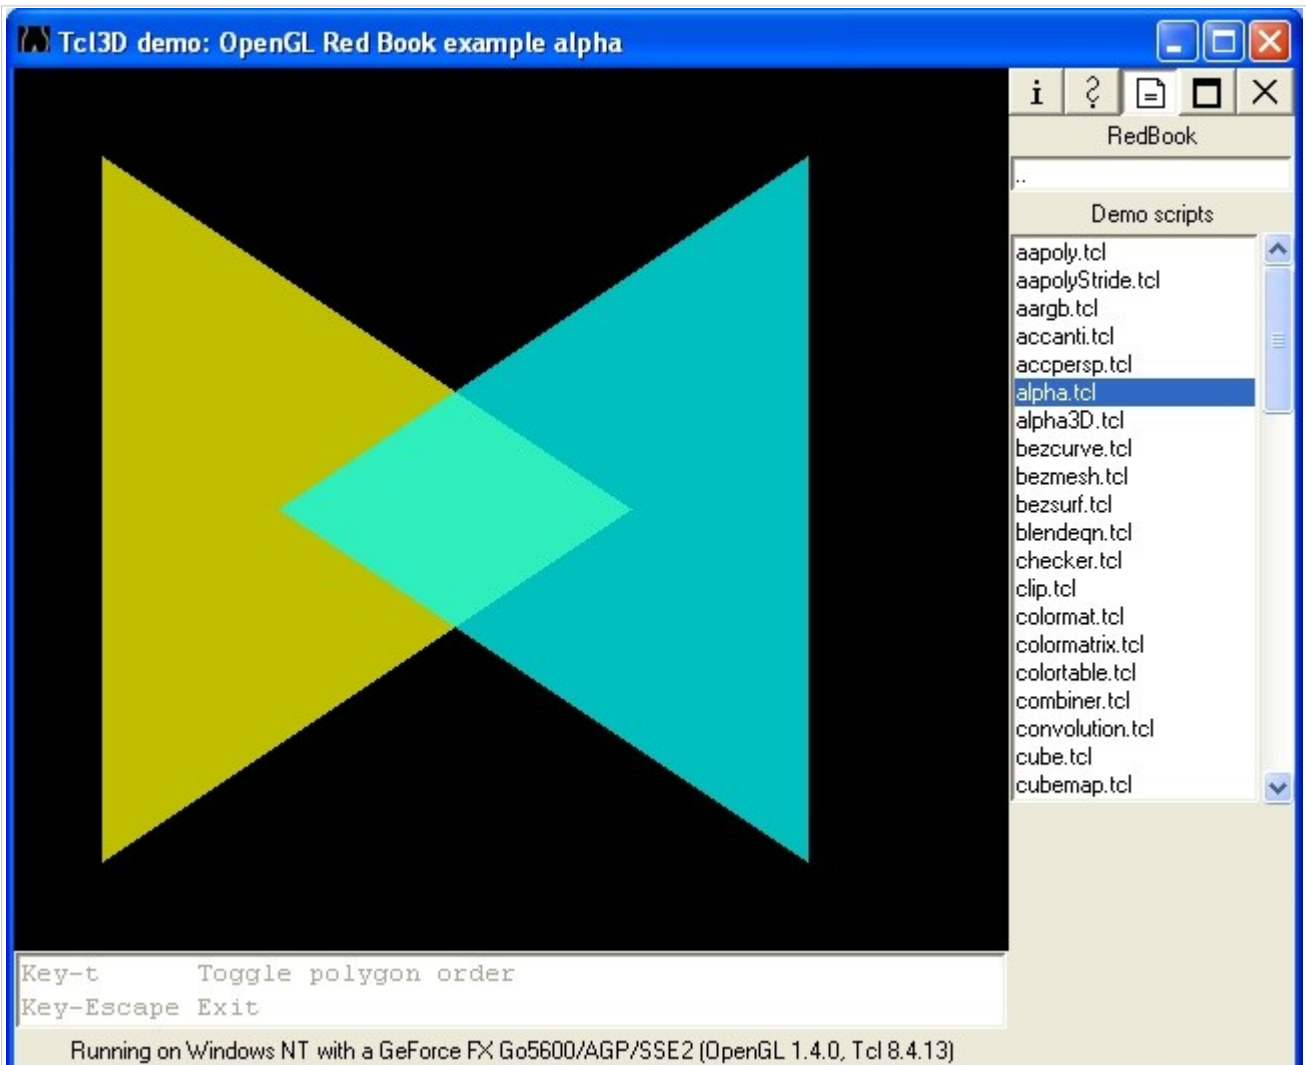 Tcl3D demo: OpenGL Red Book example alpha
i ?
RedBook
..
Demo scripts
aapoly.tcl
aapolyStride.tcl
aargb.tcl
accanti.tcl
accpersp.tcl
alpha.tcl
alpha3D.tcl
bezcurve.tcl
bezmesh.tcl
bezsurf.tcl
blendeqn.tcl
checker.tcl
clip.tcl
colormat.tcl
colormatrix.tcl
colortable.tcl
combiner.tcl
convolution.tcl
cube.tcl
cubemap.tcl
Key-t Toggle polygon order
Key-Escape Exit
Running on Windows NT with a GeForce FX Go5600/AGP/SSE2 (OpenGL 1.4.0, Tcl 8.4.13)